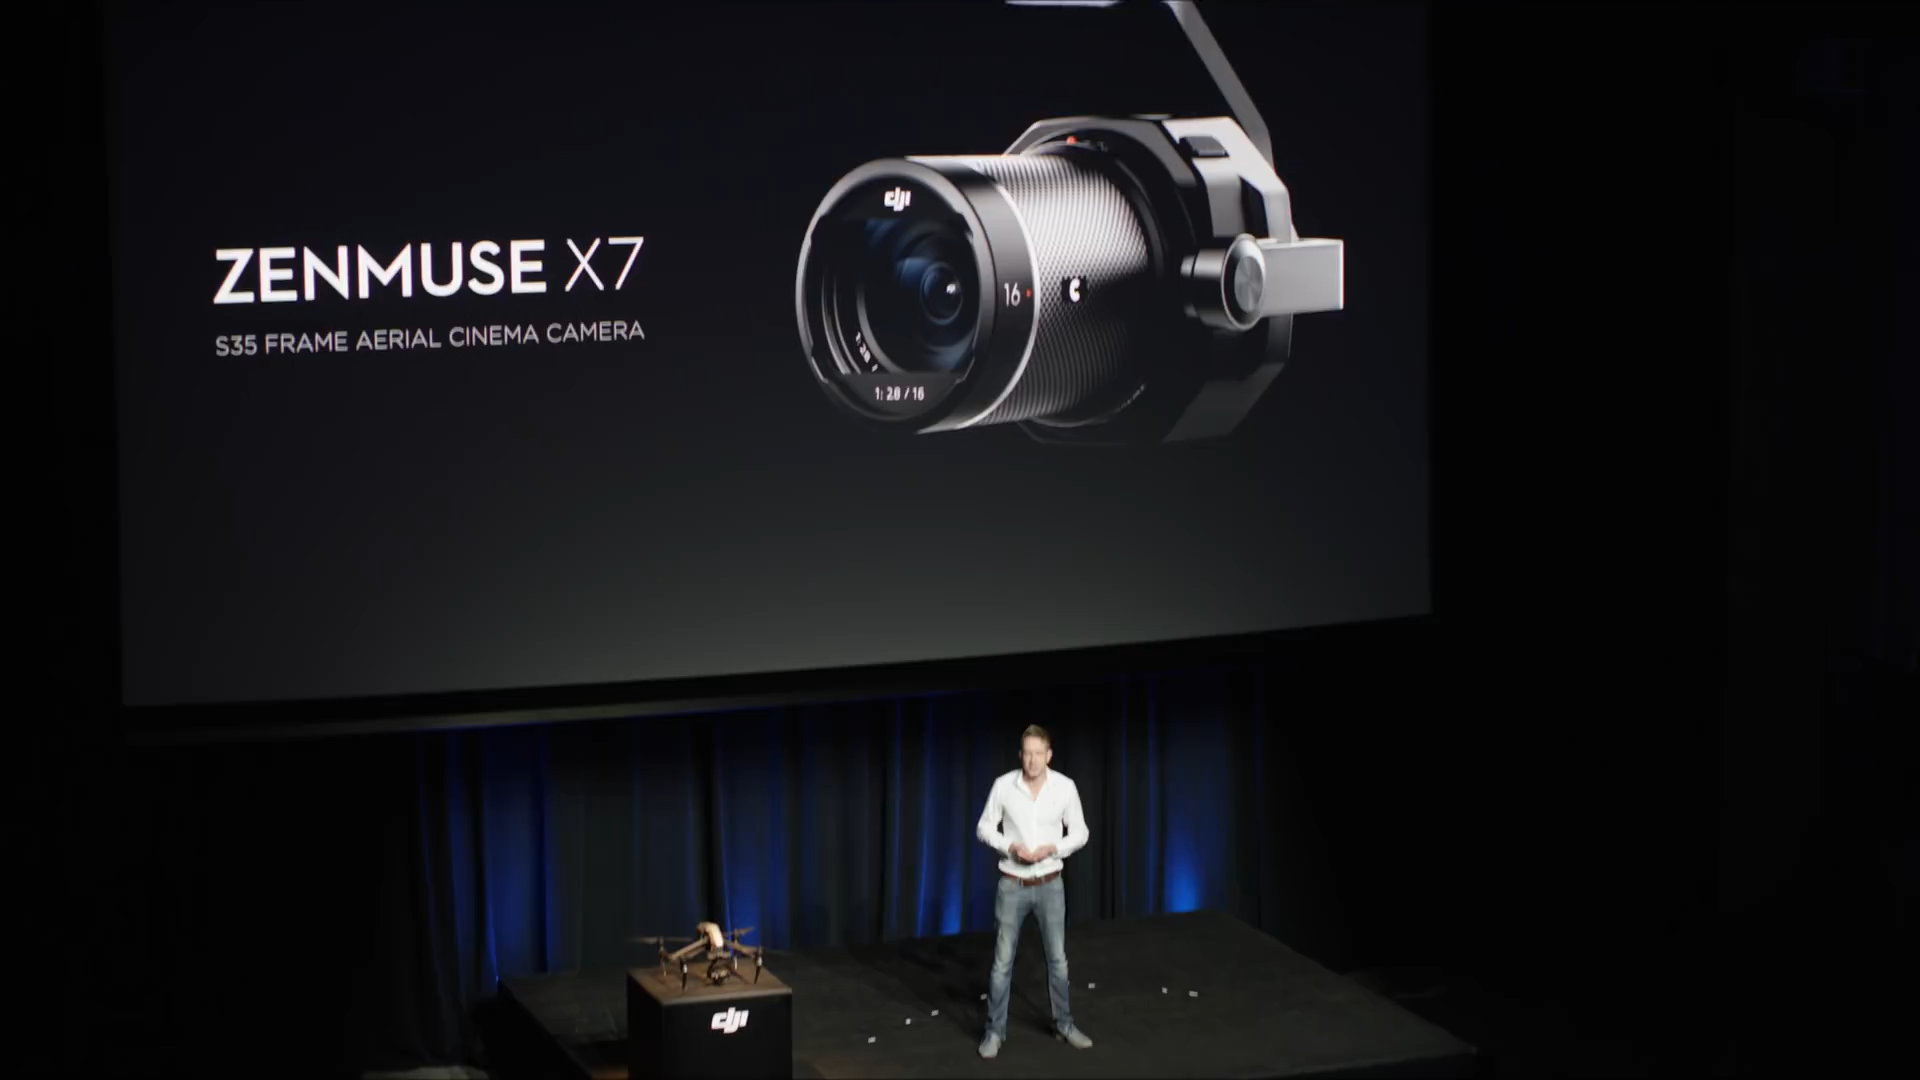 ZENMUSE X7
S35 FRAME AERIAL CINEMA CAMERA
dji
16
1: 2.8 / 16
dji